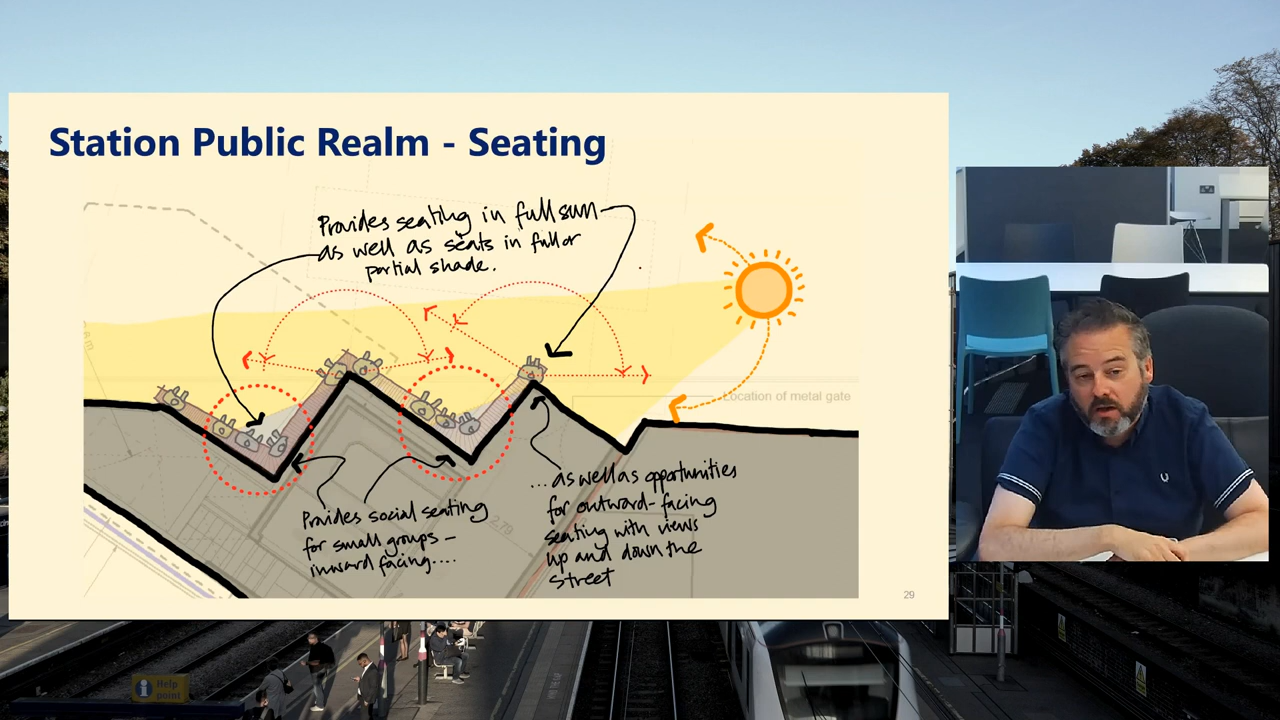 Station Public Realm - Seating
Provides seating in full sun
as well as seats in full or
partial shade.
Location of metal gate
...as well as opportunities
for outward-facing
seating with views
up and down the
street
Provides social seating
for small groups -
inward facing....
2.79
29
Help
point